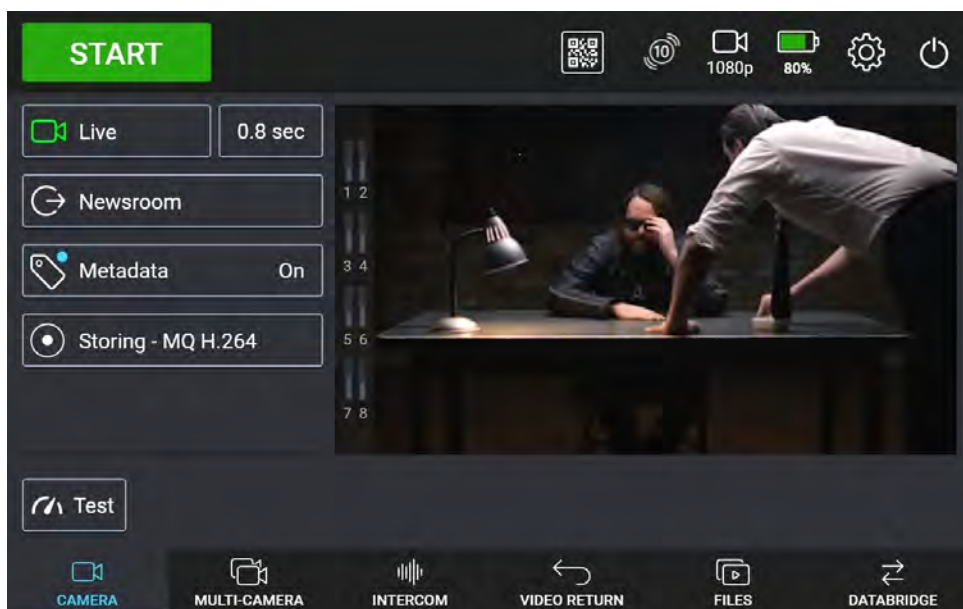 START
10
1080p
80%
Live
0.8 sec
1 2
Newsroom
Metadata On
3 4
Storing - MQ H.264
5 6
7 8
Test
CAMERA
MULTI-CAMERA
INTERCOM
VIDEO RETURN
FILES
DATABRIDGE